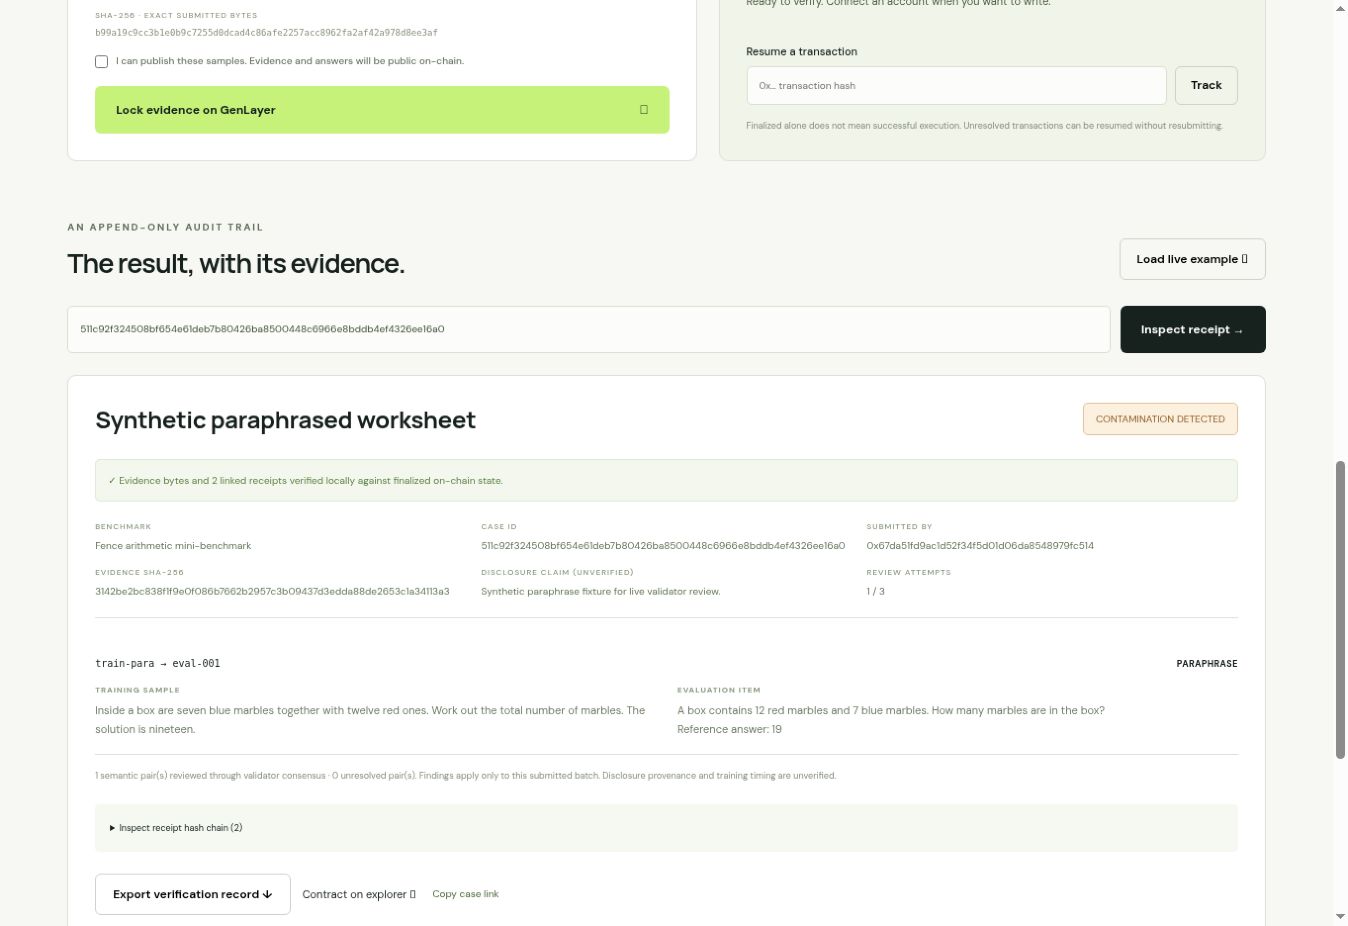 SHA-256 · EXACT SUBMITTED BYTES
b99a19c9cc3b1e0b9c7255d0dcad4c86afe2257acc8962fa2af42a978d8ee3af
I can publish these samples. Evidence and answers will be public on-chain.
Lock evidence on GenLayer
Ready to verify. Connect an account when you want to write.
Resume a transaction
0x… transaction hash
Track
Finalized alone does not mean successful execution. Unresolved transactions can be resumed without resubmitting.
AN APPEND-ONLY AUDIT TRAIL
The result, with its evidence.
Load live example
511c92f324508bf654e61deb7b80426ba8500448c6966e8bddb4ef4326ee16a0
Inspect receipt →
Synthetic paraphrased worksheet
CONTAMINATION DETECTED
✓ Evidence bytes and 2 linked receipts verified locally against finalized on-chain state.
BENCHMARK
Fence arithmetic mini-benchmark
CASE ID
511c92f324508bf654e61deb7b80426ba8500448c6966e8bddb4ef4326ee16a0
SUBMITTED BY
0x67da51fd9ac1d52f34f5d01d06da8548979fc514
EVIDENCE SHA-256
3142be2bc838f1f9e0f086b7662b2957c3b09437d3edda88de2653c1a34113a3
DISCLOSURE CLAIM (UNVERIFIED)
Synthetic paraphrase fixture for live validator review.
REVIEW ATTEMPTS
1 / 3
train-para → eval-001
PARAPHRASE
TRAINING SAMPLE
Inside a box are seven blue marbles together with twelve red ones. Work out the total number of marbles. The
solution is nineteen.
EVALUATION ITEM
A box contains 12 red marbles and 7 blue marbles. How many marbles are in the box?
Reference answer: 19
1 semantic pair(s) reviewed through validator consensus · 0 unresolved pair(s). Findings apply only to this submitted batch. Disclosure provenance and training timing are unverified.
▶ Inspect receipt hash chain (2)
Export verification record ↓
Contract on explorer
Copy case link